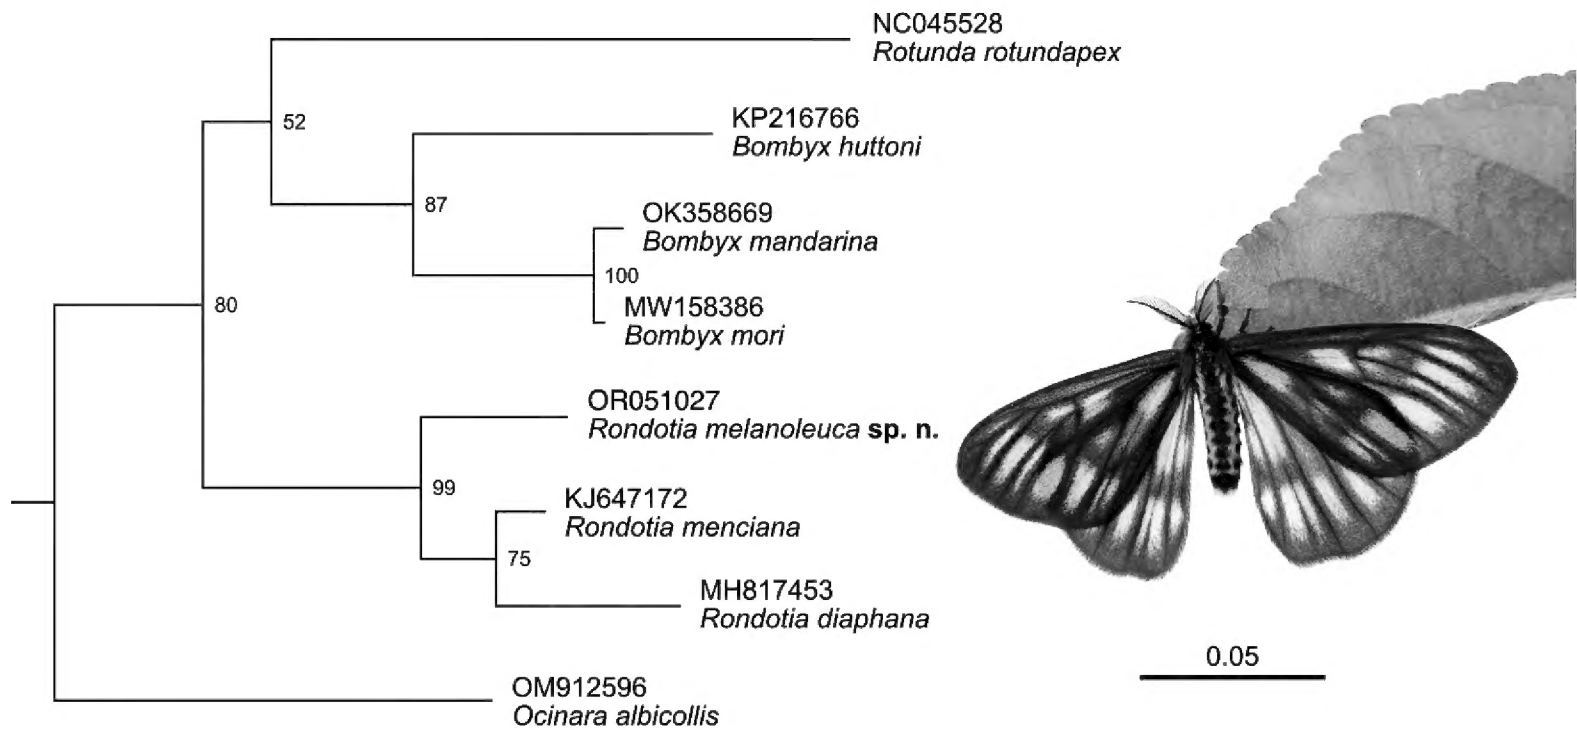 NC045528
Rotunda rotundapex
52
KP216766
Bombyx huttoni
87
OK358669
Bombyx mandarina
100
MW158386
Bombyx mori
80
OR051027
Rondotia melanoleuca sp. n.
99
KJ647172
Rondotia menciana
75
MH817453
Rondotia diaphana
0.05
OM912596
Ocinara albicollis